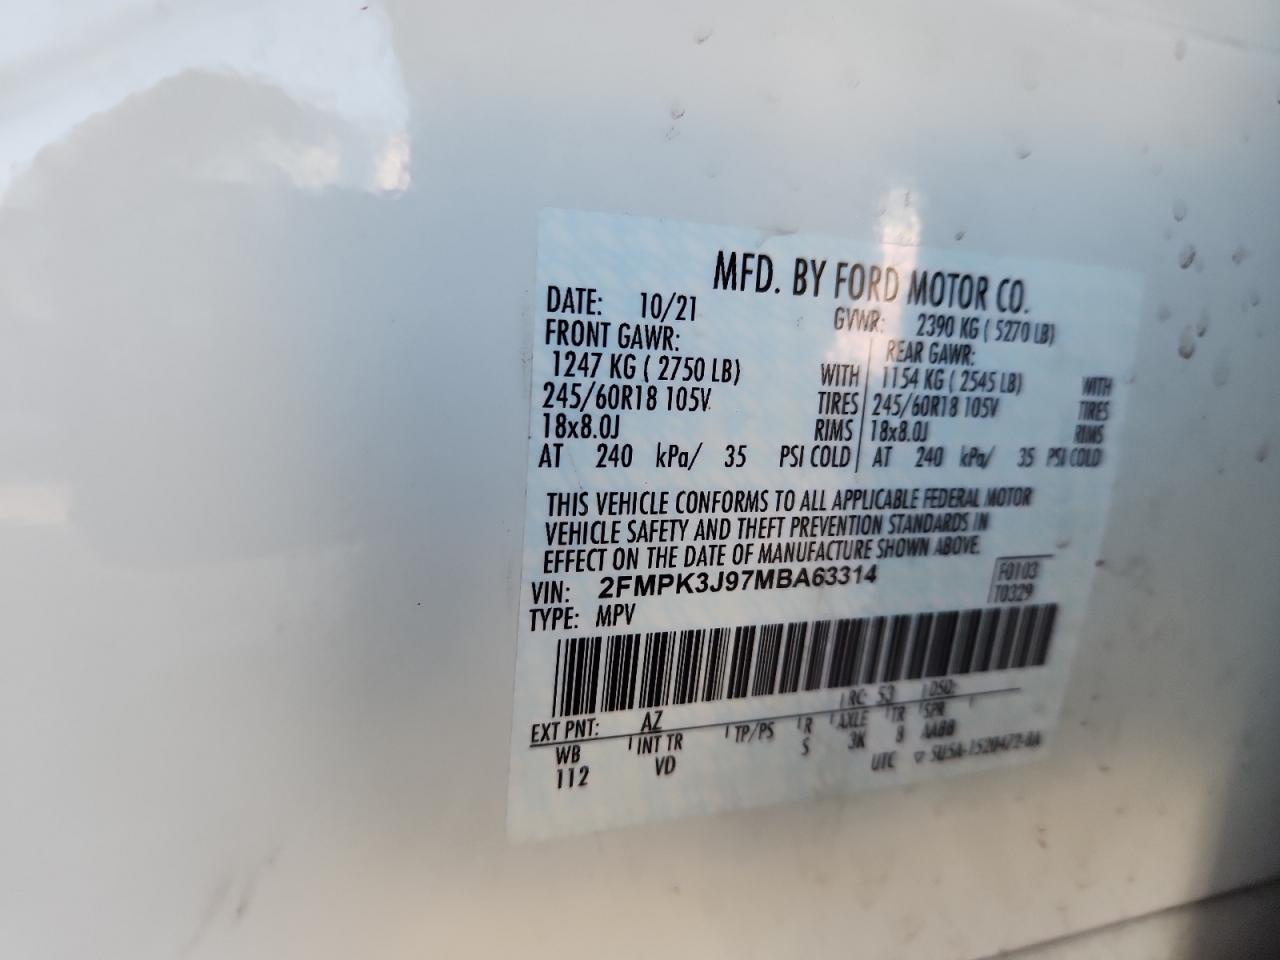 MFD. BY FORD MOTOR CO.
DATE: 10/21 GVWR: 2390 KG ( 5270 LB)
FRONT GAWR: REAR GAWR:
1247 KG ( 2750 LB) WITH 1154 KG ( 2545 LB) WITH
245/60R18 105V TIRES 245/60R18 105V TIRES
18x8.0J RIMS 18x8.0J RIMS
AT 240 kPa/ 35 PSI COLD AT 240 kPa/ 35 PSI COLD
THIS VEHICLE CONFORMS TO ALL APPLICABLE FEDERAL MOTOR
VEHICLE SAFETY AND THEFT PREVENTION STANDARDS IN
EFFECT ON THE DATE OF MANUFACTURE SHOWN ABOVE.
VIN: 2FMPK3J97MBA63314 F0103
TYPE: MPV T0329
EXT PNT: AZ RC: 53 DSO:
WB INT TR TP/PS R AXLE TR SPR
112 VD S 3K 8 AABB
UTC